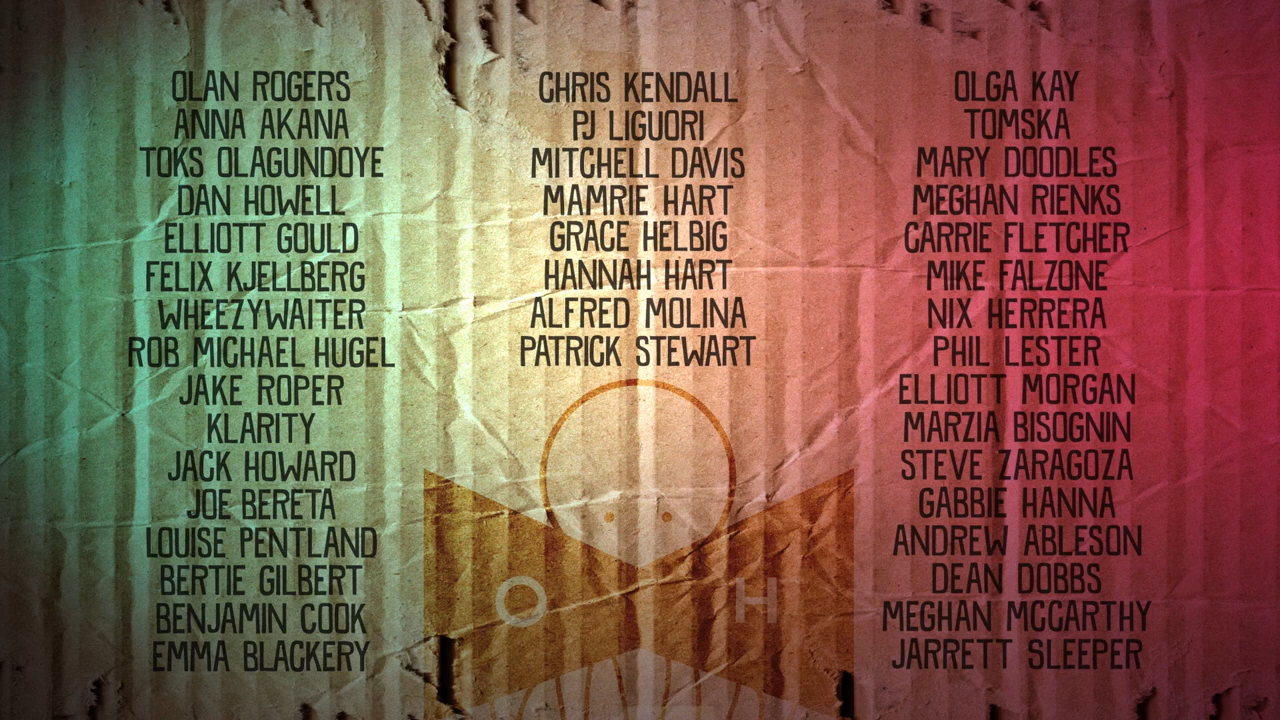 OLAN ROGERS
ANNA AKANA
TOKS OLAGUNDOYE
DAN HOWELL
ELLIOTT GOULD
FELIX KJELLBERG
WHEEZYWAITER
ROB MICHAEL HUGEL
JAKE ROPER
KLARITY
JACK HOWARD
JOE BERETA
LOUISE PENTLAND
BERTIE GILBERT
BENJAMIN COOK
EMMA BLACKERY
CHRIS KENDALL
PJ LIGUORI
MITCHELL DAVIS
MAMRIE HART
GRACE HELBIG
HANNAH HART
ALFRED MOLINA
PATRICK STEWART
O H
OLGA KAY
TOMSKA
MARY DOODLES
MEGHAN RIENKS
CARRIE FLETCHER
MIKE FALZONE
NIX HERRERA
PHIL LESTER
ELLIOTT MORGAN
MARZIA BISOGNIN
STEVE ZARAGOZA
GABBIE HANNA
ANDREW ABLESON
DEAN DOBBS
MEGHAN MCCARTHY
JARRETT SLEEPER